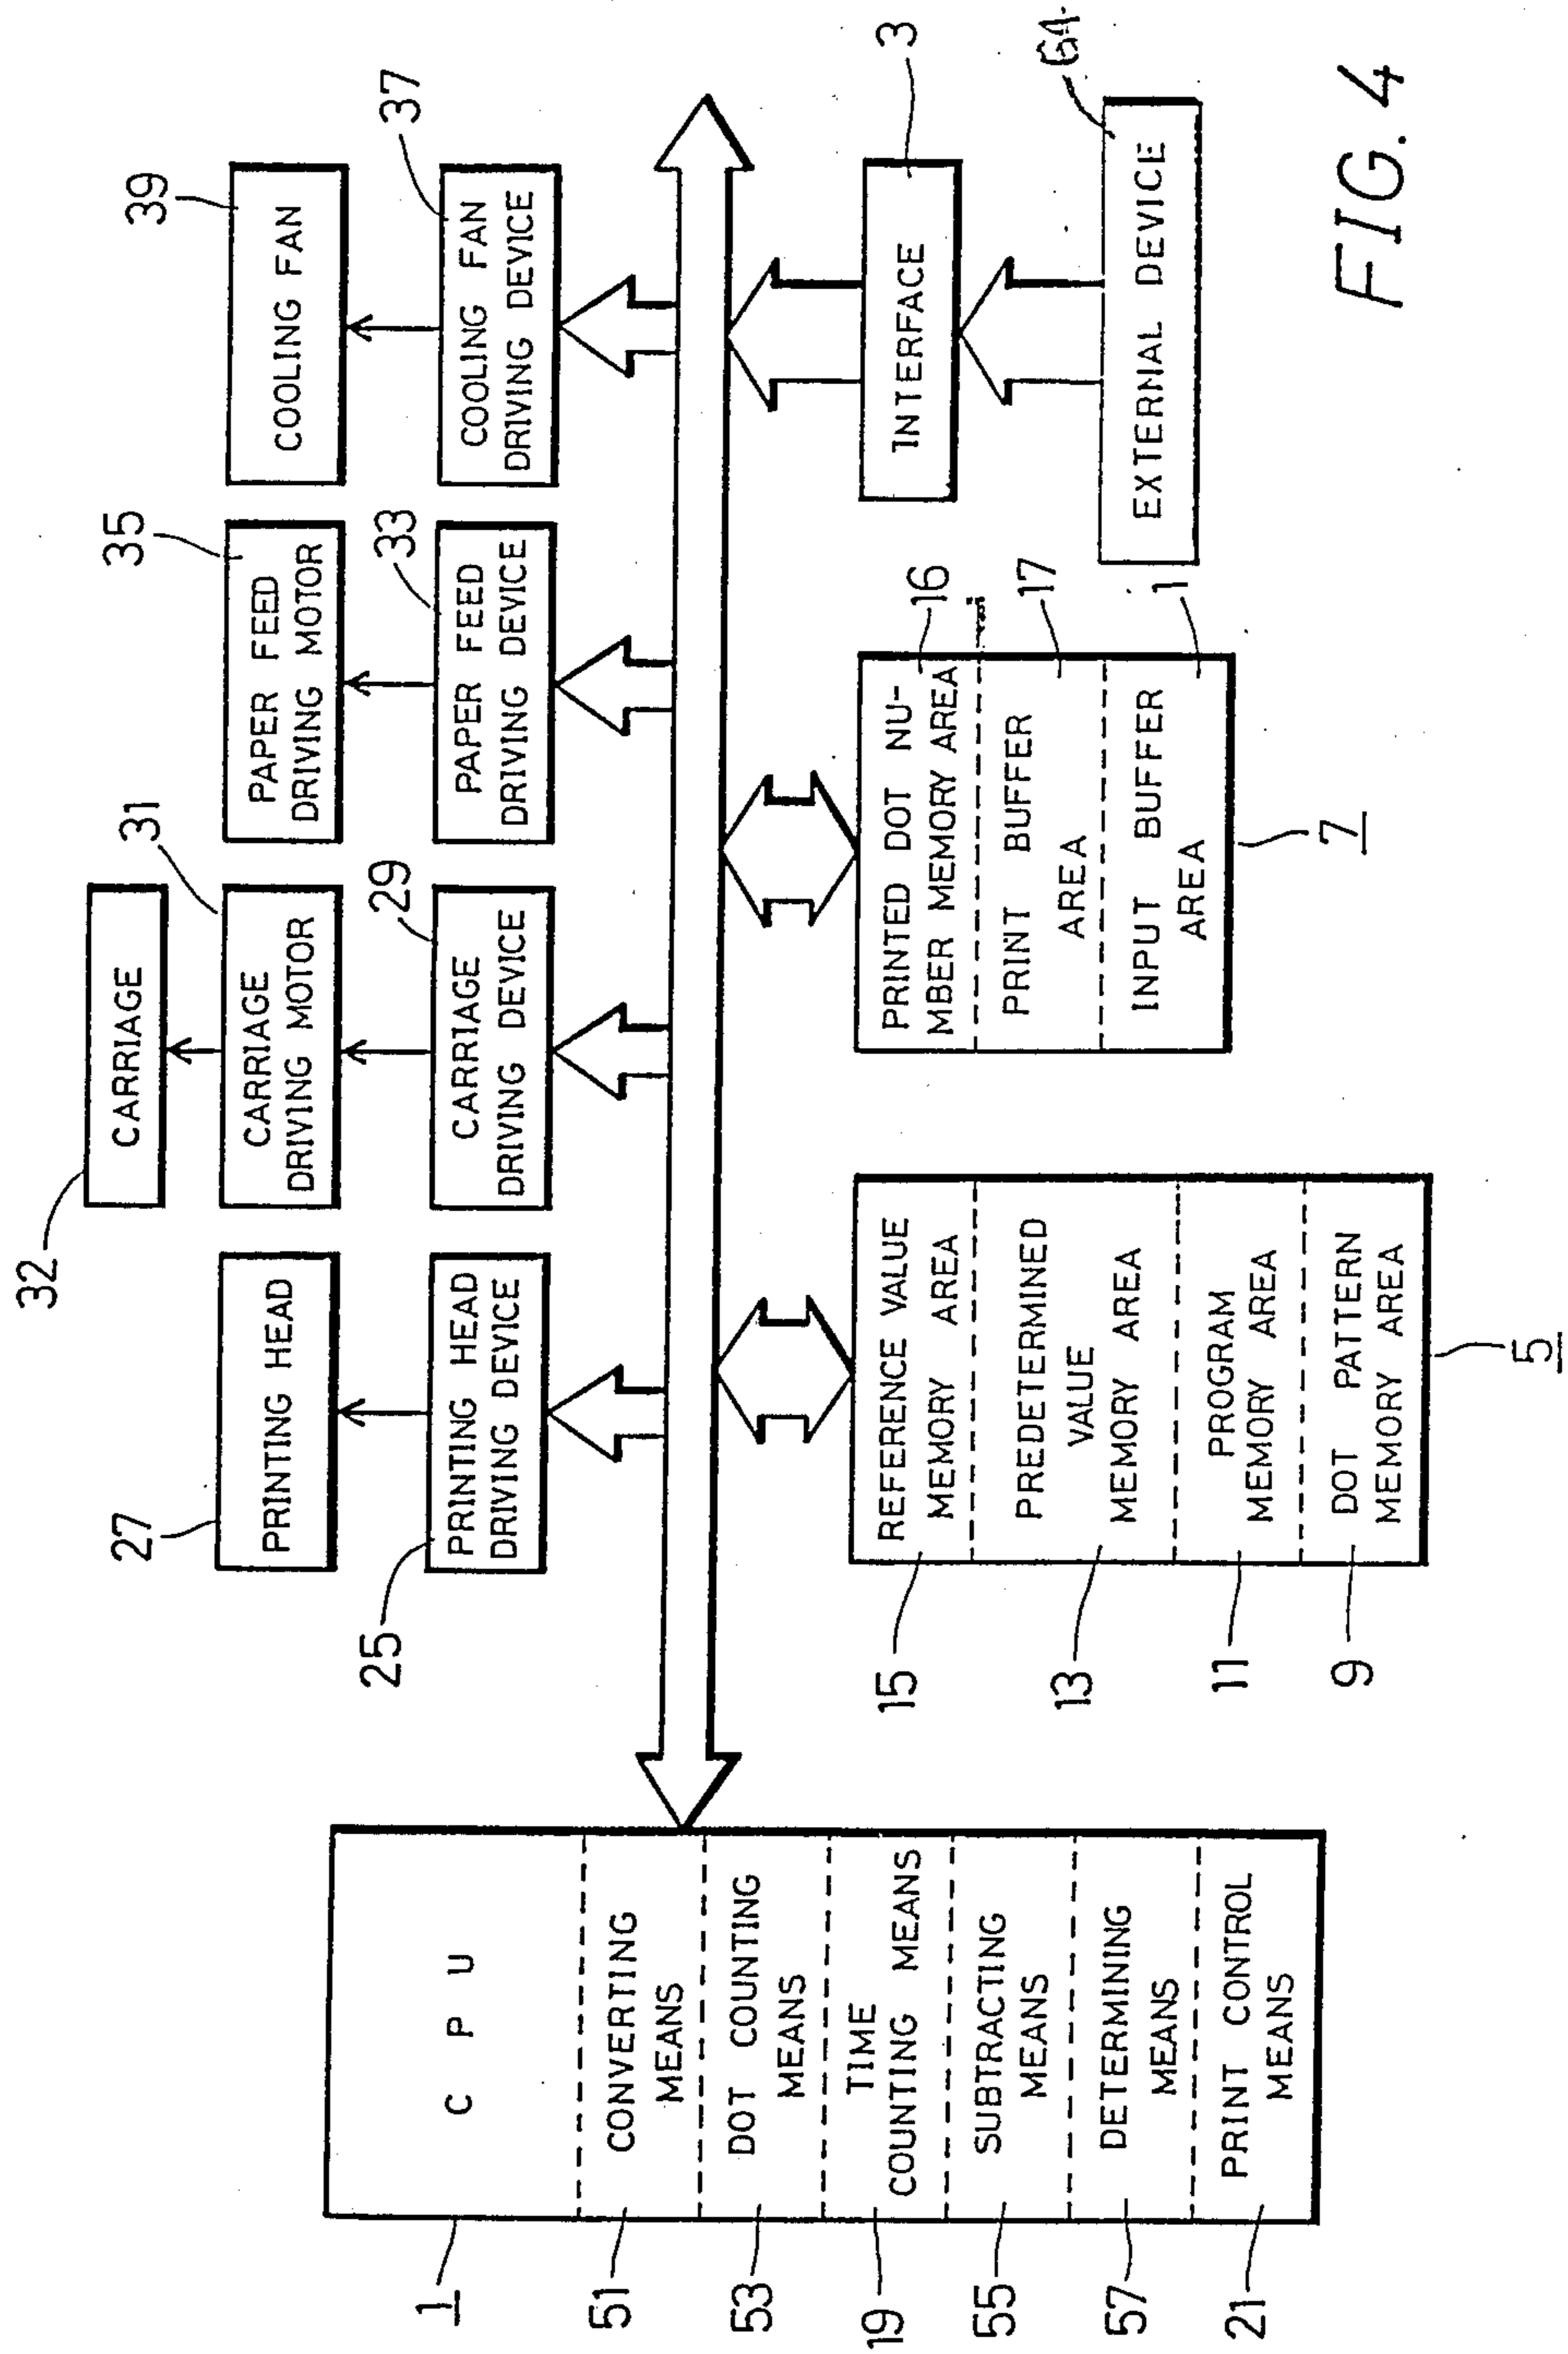 32
CARRIAGE
27
PRINTING HEAD
31
CARRIAGE
DRIVING MOTOR
35
PAPER FEED
DRIVING MOTOR
39
COOLING FAN
25
PRINTING HEAD
DRIVING DEVICE
29
CARRIAGE
DRIVING DEVICE
33
PAPER FEED
DRIVING DEVICE
37
COOLING FAN
DRIVING DEVICE
1
C P U
51
CONVERTING
MEANS
53
DOT COUNTING
MEANS
19
TIME
COUNTING MEANS
55
SUBTRACTING
MEANS
57
DETERMINING
MEANS
21
PRINT CONTROL
MEANS
15
REFERENCE VALUE
MEMORY AREA
13
PREDETERMINED
VALUE
MEMORY AREA
11
PROGRAM
MEMORY AREA
9
DOT PATTERN
MEMORY AREA
5
PRINTED DOT NU-
MBER MEMORY AREA
16
PRINT BUFFER
AREA
17
INPUT BUFFER
AREA
1
7
INTERFACE
3
EXTERNAL DEVICE
FIG. 4